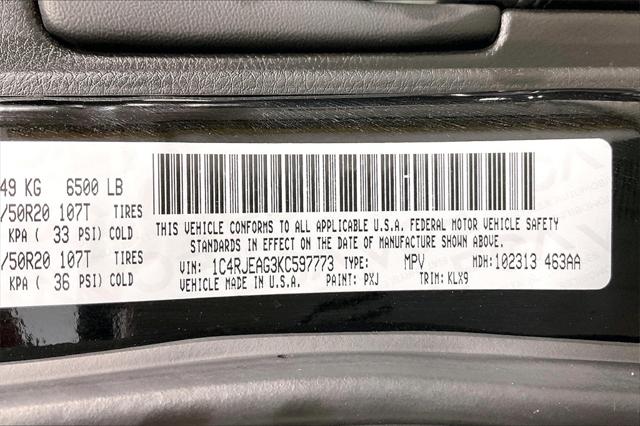 49 KG 6500 LB
/50R20 107T TIRES
KPA ( 33 PSI) COLD
/50R20 107T TIRES
KPA ( 36 PSI) COLD
THIS VEHICLE CONFORMS TO ALL APPLICABLE U.S.A. FEDERAL MOTOR VEHICLE SAFETY
STANDARDS IN EFFECT ON THE DATE OF MANUFACTURE SHOWN ABOVE.
VIN: 1C4RJEAG3KC597773 TYPE: MPV MDH: 102313 463AA
VEHICLE MADE IN U.S.A. PAINT: PXJ TRIM: KLX9